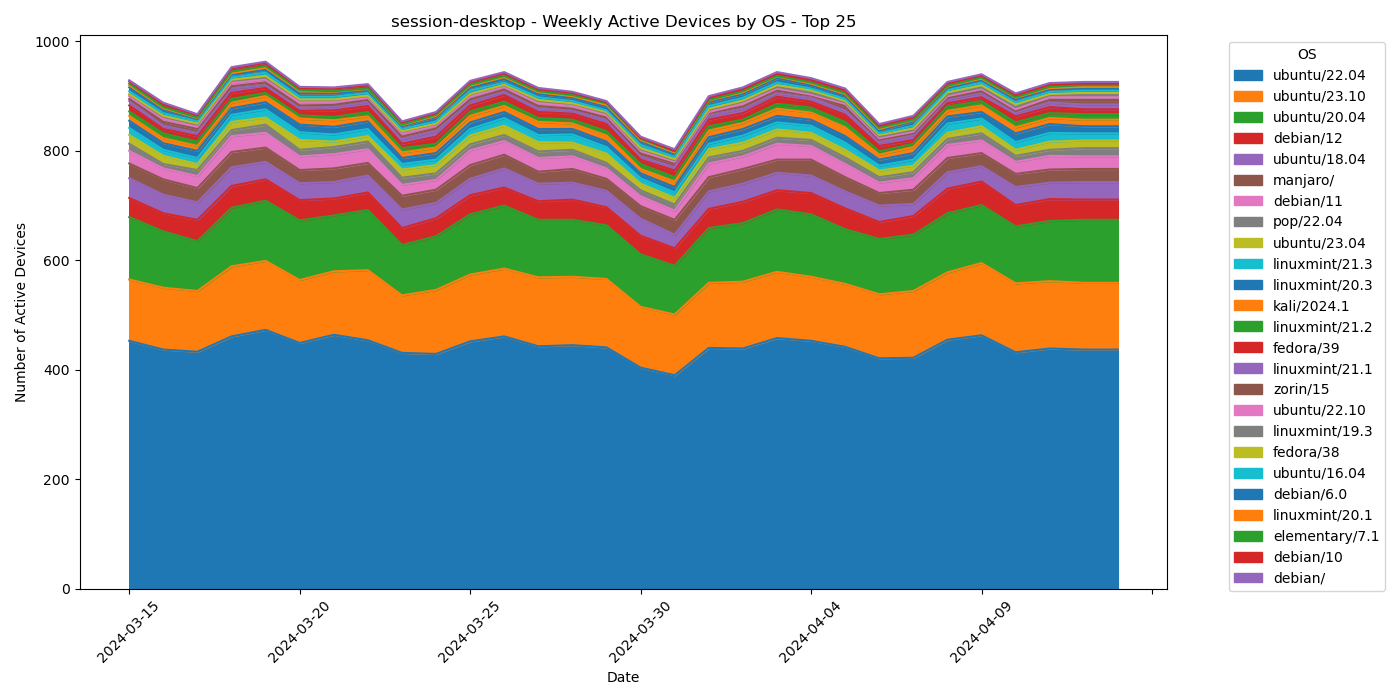 session-desktop - Weekly Active Devices by OS - Top 25
1000
800
600
400
200
0
Number of Active Devices
2024-03-15
2024-03-20
2024-03-25
2024-03-30
2024-04-04
2024-04-09
Date
OS
ubuntu/22.04
ubuntu/23.10
ubuntu/20.04
debian/12
ubuntu/18.04
manjaro/
debian/11
pop/22.04
ubuntu/23.04
linuxmint/21.3
linuxmint/20.3
kali/2024.1
linuxmint/21.2
fedora/39
linuxmint/21.1
zorin/15
ubuntu/22.10
linuxmint/19.3
fedora/38
ubuntu/16.04
debian/6.0
linuxmint/20.1
elementary/7.1
debian/10
debian/